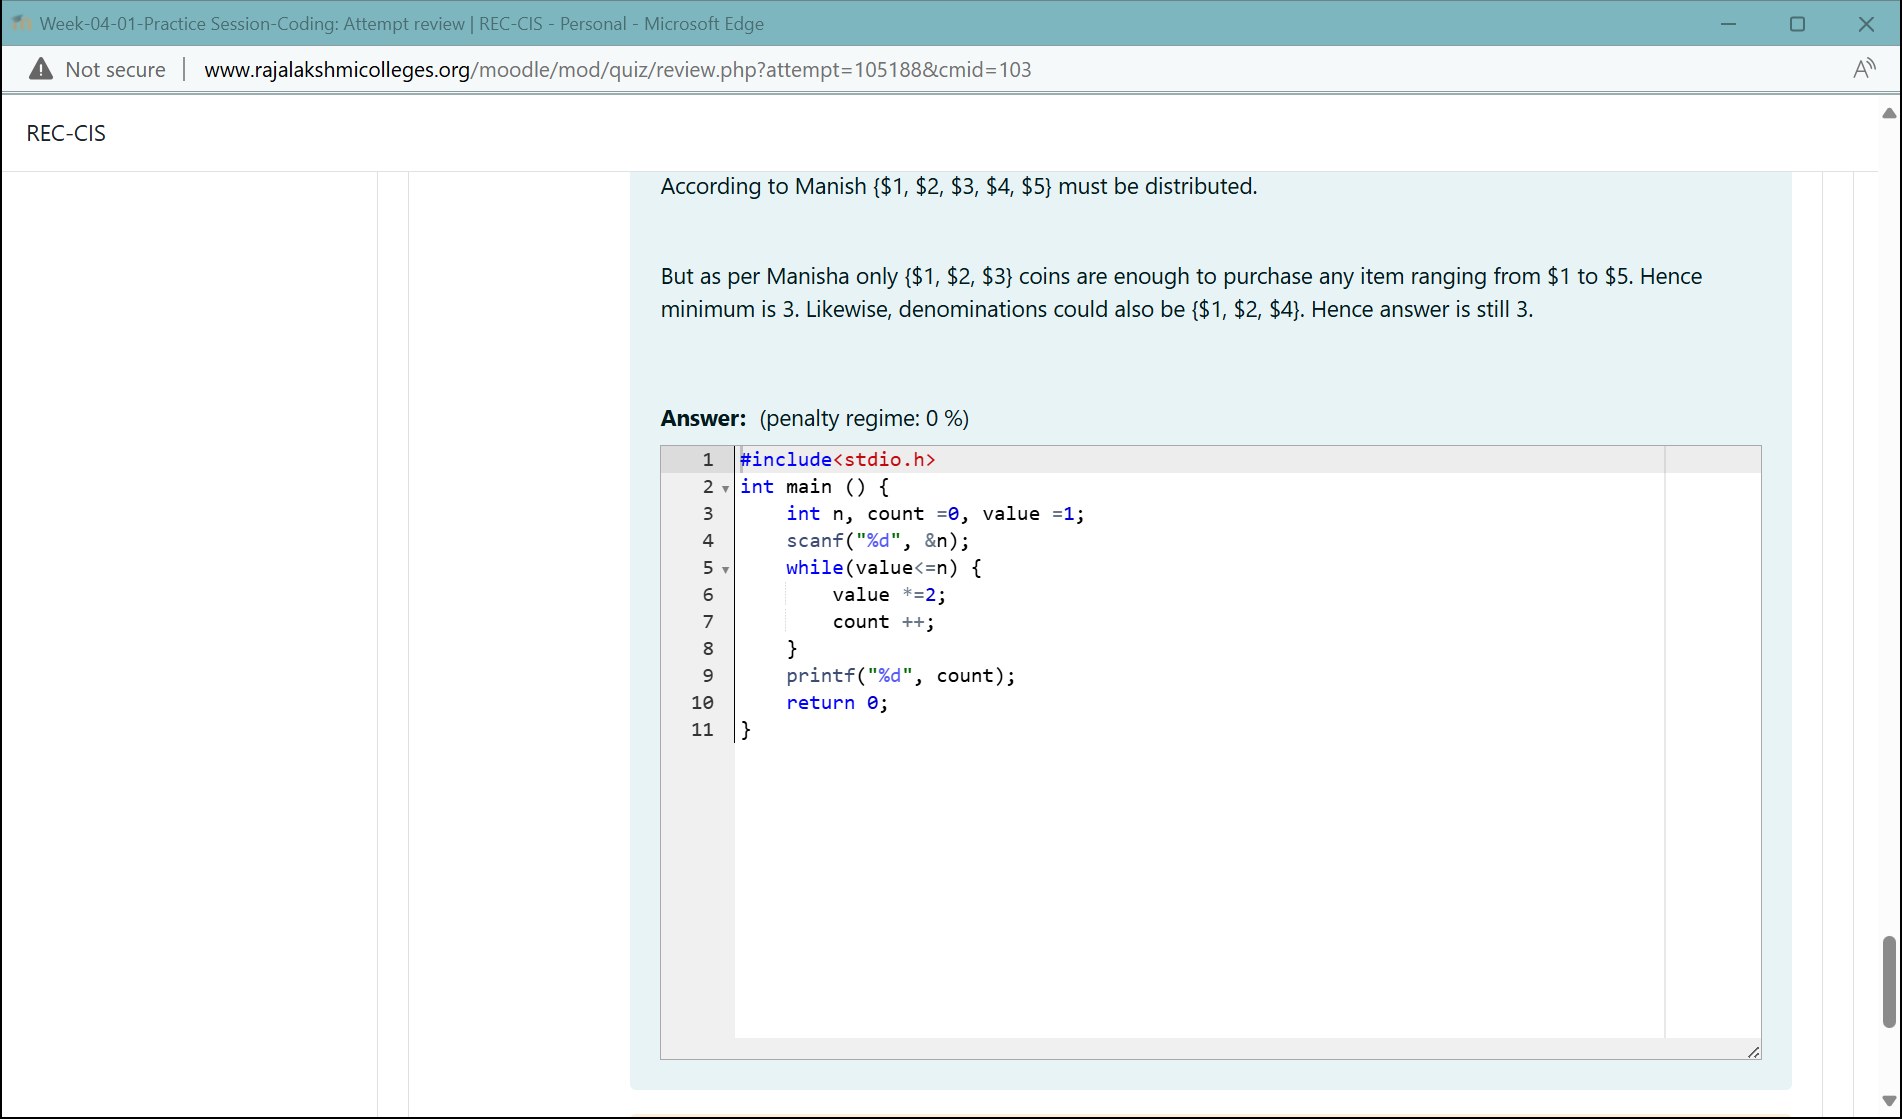 Week-04-01-Practice Session-Coding: Attempt review | REC-CIS - Personal - Microsoft Edge
Not secure | www.rajalakshmicolleges.org/moodle/mod/quiz/review.php?attempt=105188&cmid=103
REC-CIS
According to Manish {$1, $2, $3, $4, $5} must be distributed.
But as per Manisha only {$1, $2, $3} coins are enough to purchase any item ranging from $1 to $5. Hence
minimum is 3. Likewise, denominations could also be {$1, $2, $4}. Hence answer is still 3.
Answer: (penalty regime: 0 %)
1 #include<stdio.h>
2 int main () {
3     int n, count =0, value =1;
4     scanf("%d", &n);
5     while(value<=n) {
6         value *=2;
7         count ++;
8     }
9     printf("%d", count);
10     return 0;
11 }